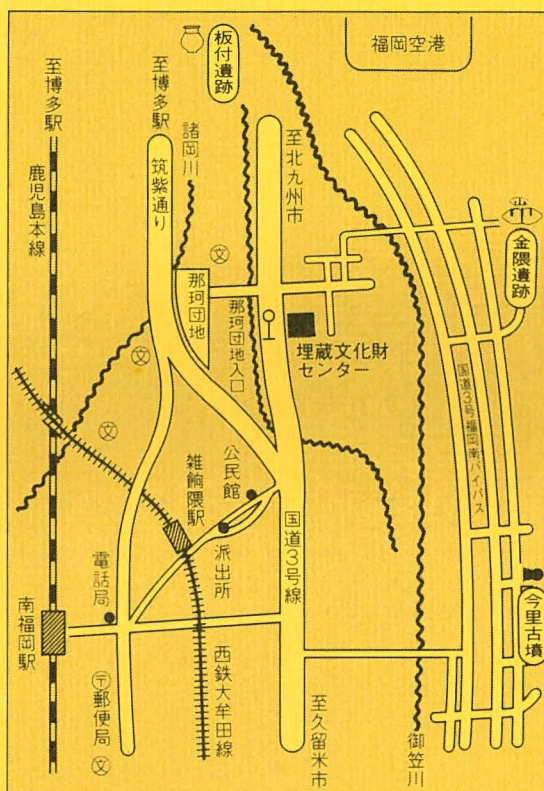 福岡空港
板付遺跡
至博多駅
至博多駅
諸岡川
鹿児島本線
筑紫通り
至北九州市
文
金隈遺跡
那珂団地
那珂団地入口
埋蔵文化財
センター
文
国道3号福岡南バイパス
文
公民館
雑餉隈駅
派出所
国道3号線
電話局
今里古墳
南福岡駅
西鉄大牟田線
〒郵便局
文
至久留米市
御笠川